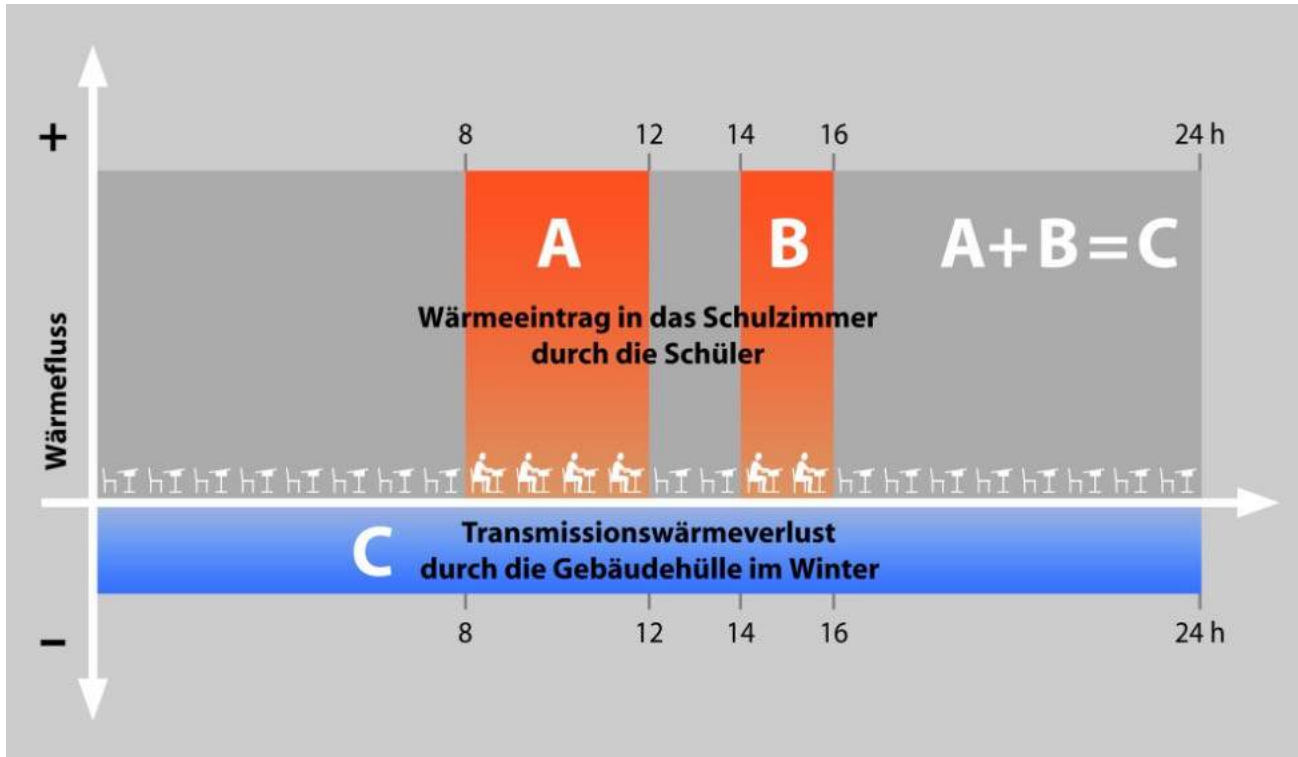 +
8 12 14 16 24 h
A B A+B=C
Wärmeeintrag in das Schulzimmer
durch die Schüler
Wärmefluss
C
Transmissionswärmeverlust
durch die Gebäudehülle im Winter
−
8 12 14 16 24 h